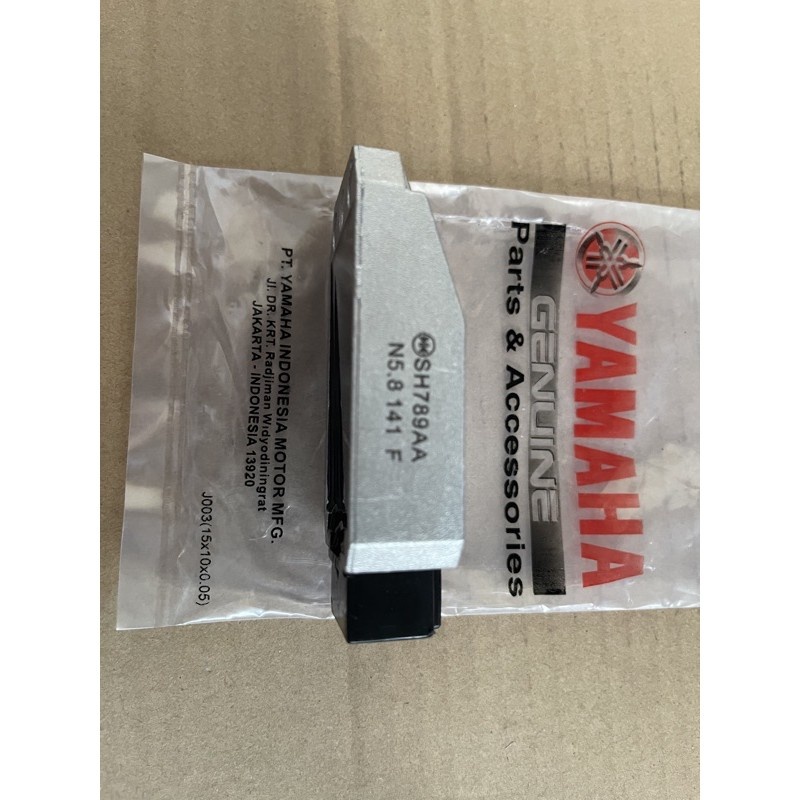 YAMAHA
GENUINE
Parts & Accessories
SH789AA
N5.8 141 F
PT. YAMAHA INDONESIA MOTOR MFG.
Jl. DR. KRT. Radjiman Widyodiningrat
JAKARTA - INDONESIA 13920
J003(15x10x0.05)